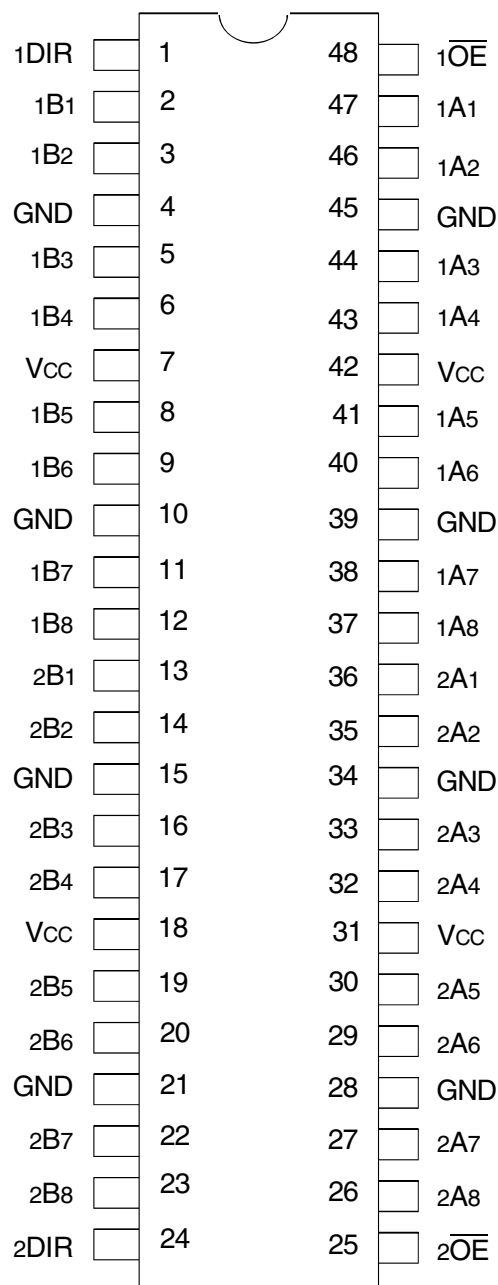 1DIR 1 48 1O̅E̅
1B1 2 47 1A1
1B2 3 46 1A2
GND 4 45 GND
1B3 5 44 1A3
1B4 6 43 1A4
VCC 7 42 VCC
1B5 8 41 1A5
1B6 9 40 1A6
GND 10 39 GND
1B7 11 38 1A7
1B8 12 37 1A8
2B1 13 36 2A1
2B2 14 35 2A2
GND 15 34 GND
2B3 16 33 2A3
2B4 17 32 2A4
VCC 18 31 VCC
2B5 19 30 2A5
2B6 20 29 2A6
GND 21 28 GND
2B7 22 27 2A7
2B8 23 26 2A8
2DIR 24 25 2O̅E̅